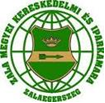 ZALA MEGYEI KERESKEDELMI ÉS IPARKAMARA
ZALAEGERSZEG